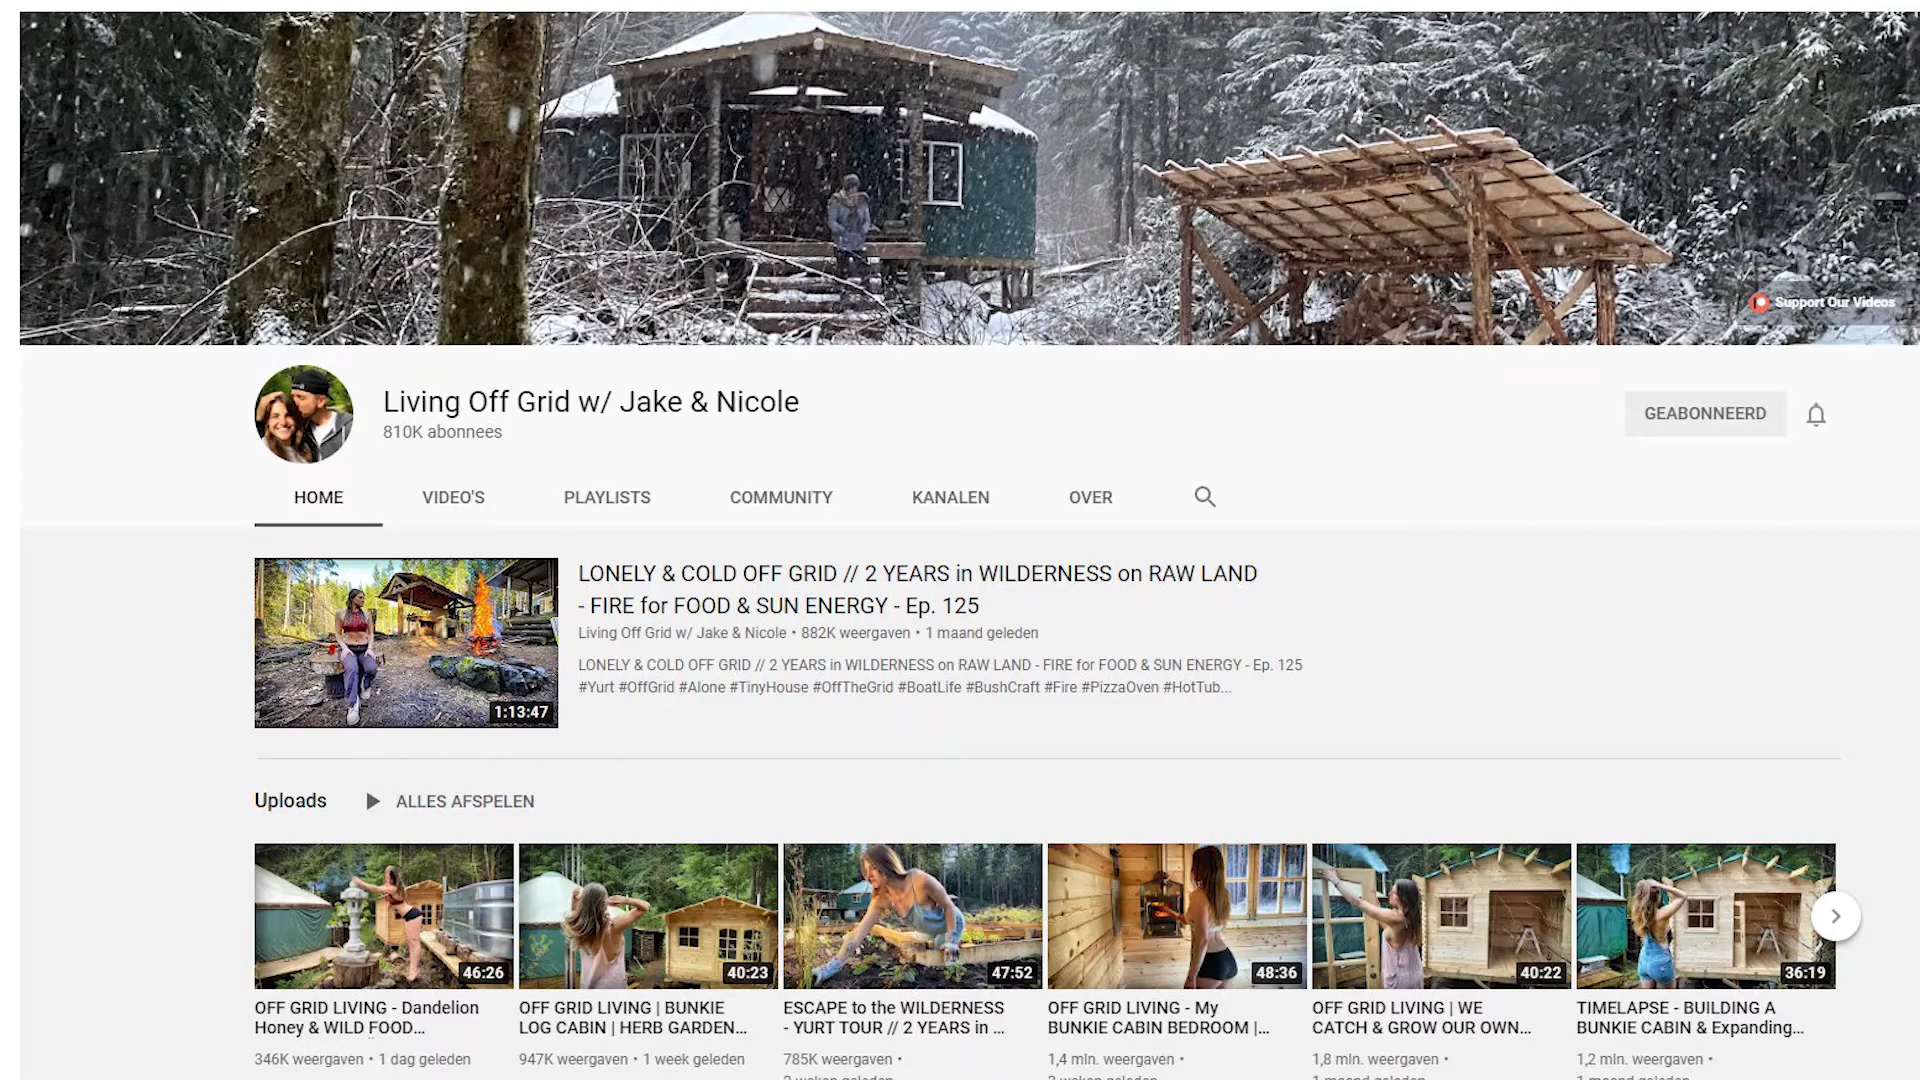 Support Our Videos
Living Off Grid w/ Jake & Nicole
810K abonnees
GEABONNEERD
HOME
VIDEO'S
PLAYLISTS
COMMUNITY
KANALEN
OVER
LONELY & COLD OFF GRID // 2 YEARS in WILDERNESS on RAW LAND
- FIRE for FOOD & SUN ENERGY - Ep. 125
Living Off Grid w/ Jake & Nicole • 882K weergaven • 1 maand geleden
LONELY & COLD OFF GRID // 2 YEARS in WILDERNESS on RAW LAND - FIRE for FOOD & SUN ENERGY - Ep. 125
#Yurt #OffGrid #Alone #TinyHouse #OffTheGrid #BoatLife #BushCraft #Fire #PizzaOven #HotTub...
1:13:47
Uploads
ALLES AFSPELEN
46:26
OFF GRID LIVING - Dandelion
Honey & WILD FOOD...
346K weergaven • 1 dag geleden
40:23
OFF GRID LIVING | BUNKIE
LOG CABIN | HERB GARDEN...
947K weergaven • 1 week geleden
47:52
ESCAPE to the WILDERNESS
- YURT TOUR // 2 YEARS in ...
785K weergaven •
48:36
OFF GRID LIVING - My
BUNKIE CABIN BEDROOM |...
1,4 mln. weergaven •
40:22
OFF GRID LIVING | WE
CATCH & GROW OUR OWN...
1,8 mln. weergaven •
36:19
TIMELAPSE - BUILDING A
BUNKIE CABIN & Expanding...
1,2 mln. weergaven •